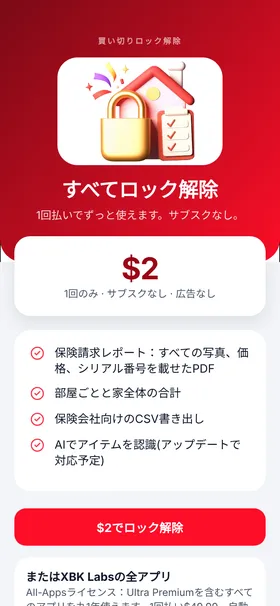 買い切りロック解除
すべてロック解除
1回払いでずっと使えます。サブスクなし。
$2
1回のみ · サブスクなし · 広告なし
保険請求レポート：すべての写真、価
格、シリアル番号を載せたPDF
部屋ごとと家全体の合計
保険会社向けのCSV書き出し
AIでアイテムを認識(アップデートで
対応予定)
$2でロック解除
またはXBK Labsの全アプリ
All-Appsライセンス：Ultra Premiumを含むすべて